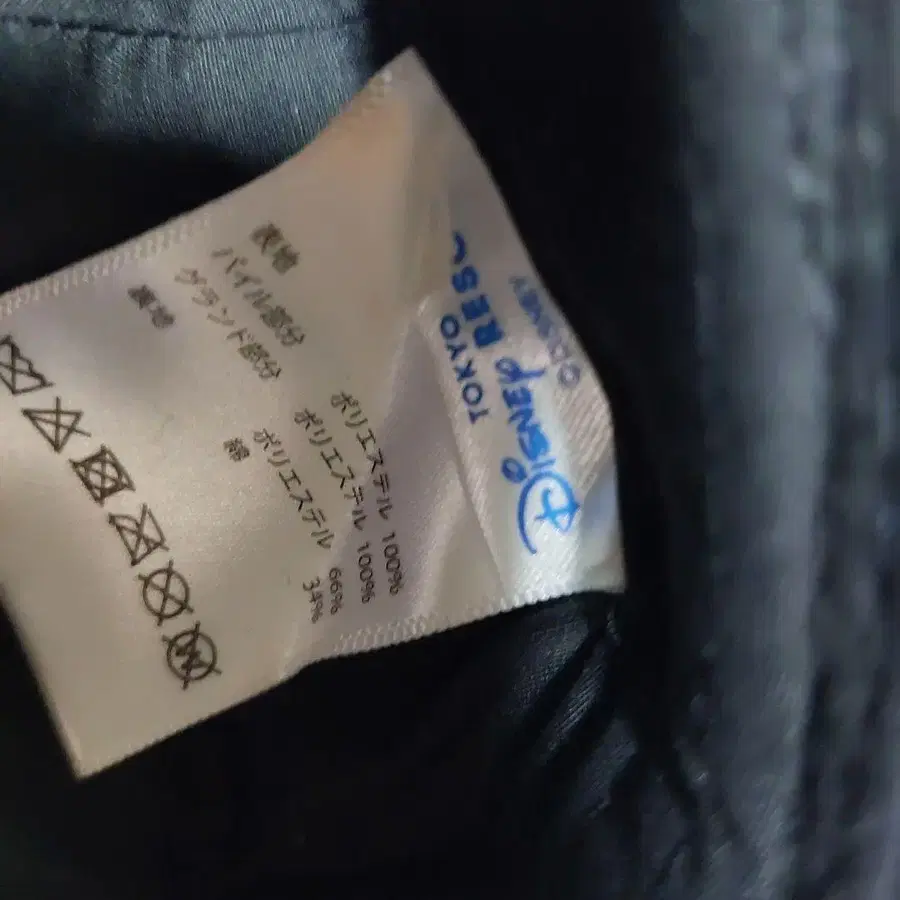 TOKYO
DISNEY RES
© DISNEY
表地
パイル部分 ポリエステル 100%
グランド部分 ポリエステル 100%
裏地 ポリエステル 66%
綿 34%